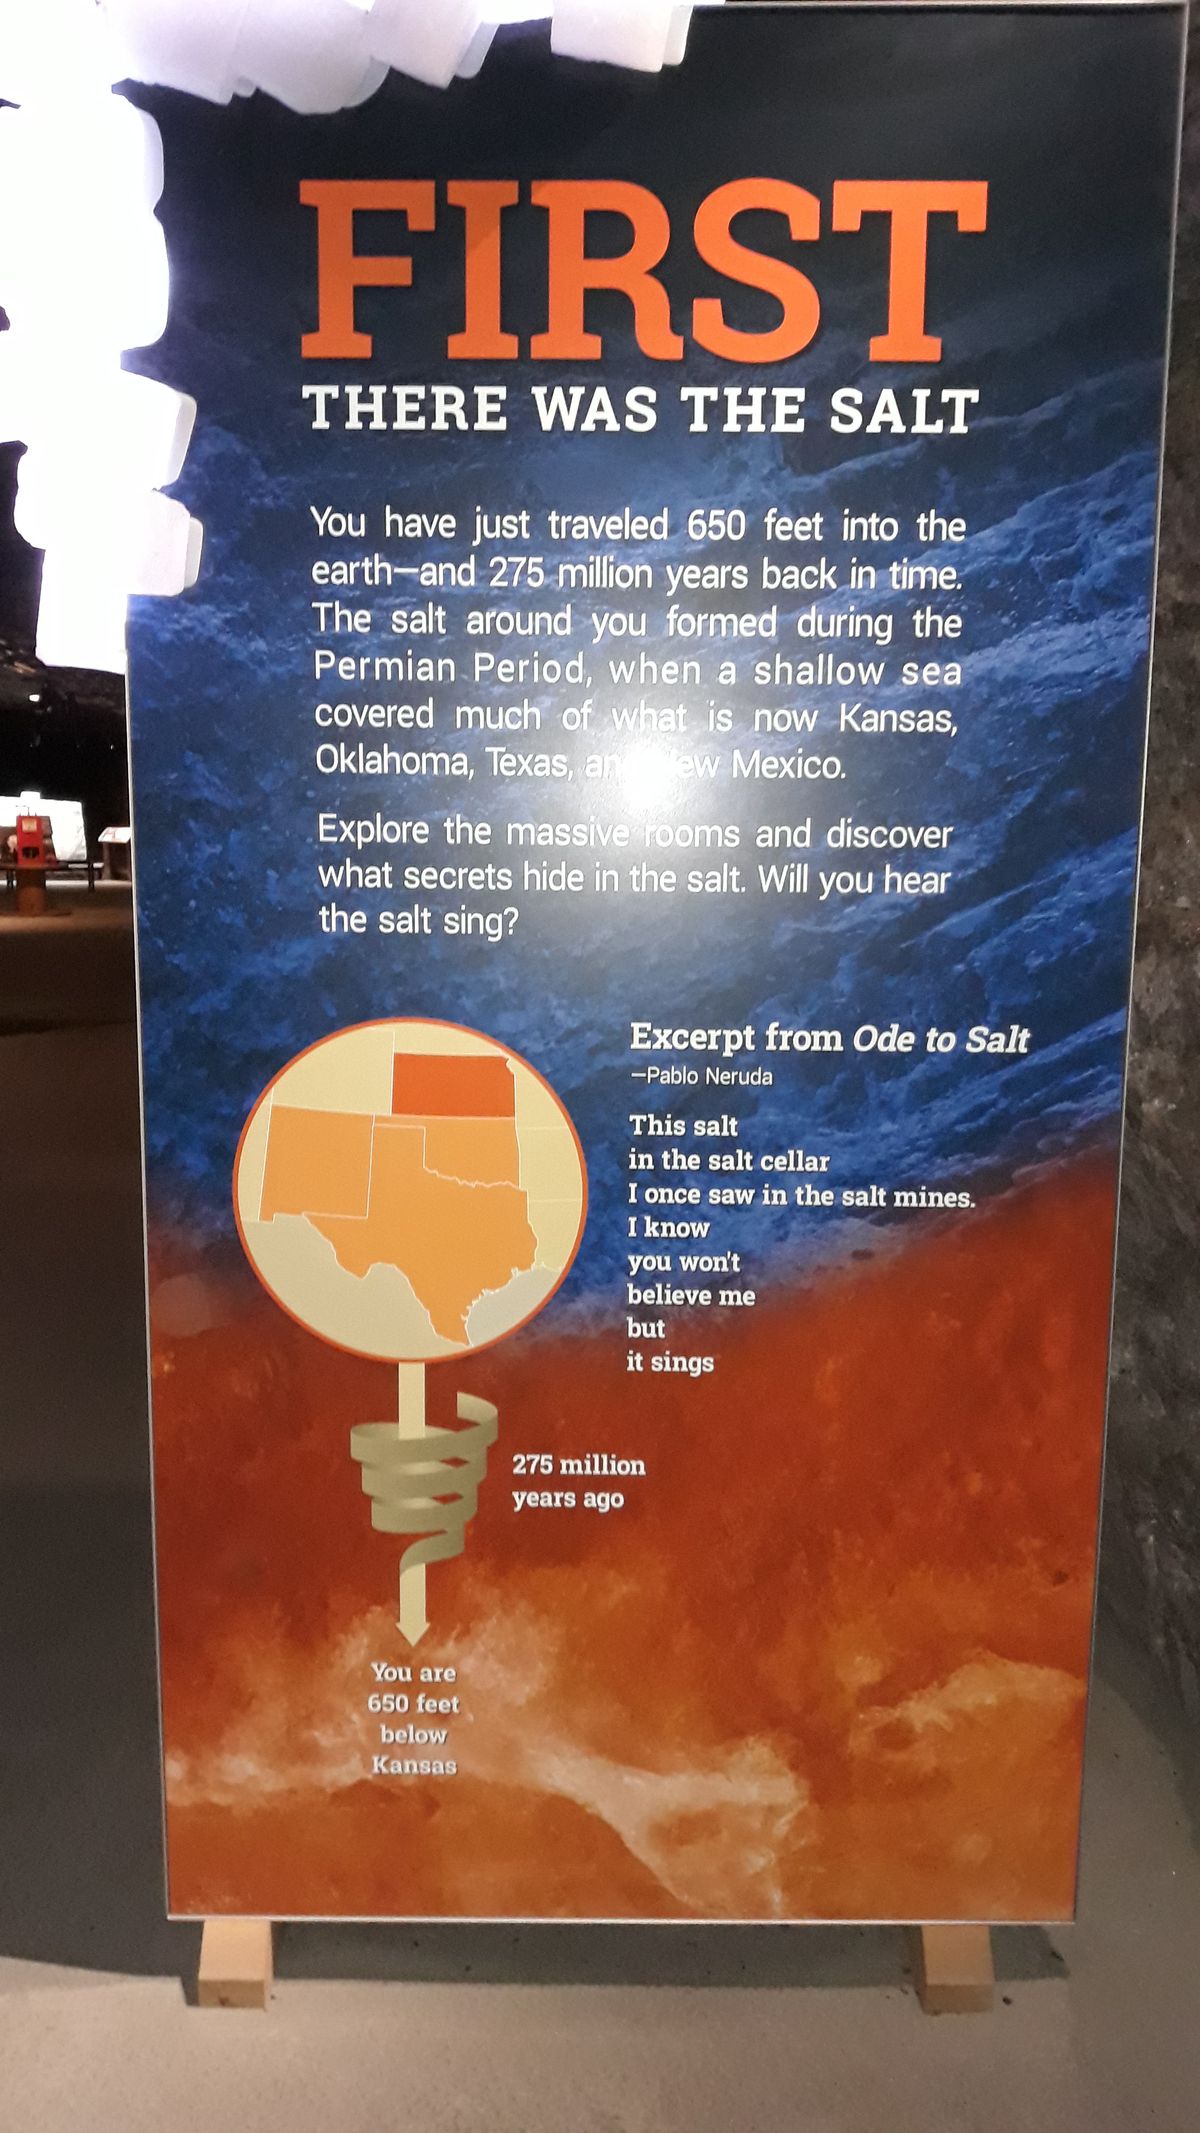 FIRST
THERE WAS THE SALT
You have just traveled 650 feet into the
earth—and 275 million years back in time.
The salt around you formed during the
Permian Period, when a shallow sea
covered much of what is now Kansas,
Oklahoma, Texas, and New Mexico.
Explore the massive rooms and discover
what secrets hide in the salt. Will you hear
the salt sing?
Excerpt from Ode to Salt
—Pablo Neruda
This salt
in the salt cellar
I once saw in the salt mines.
I know
you won't
believe me
but
it sings
275 million
years ago
You are
650 feet
below
Kansas